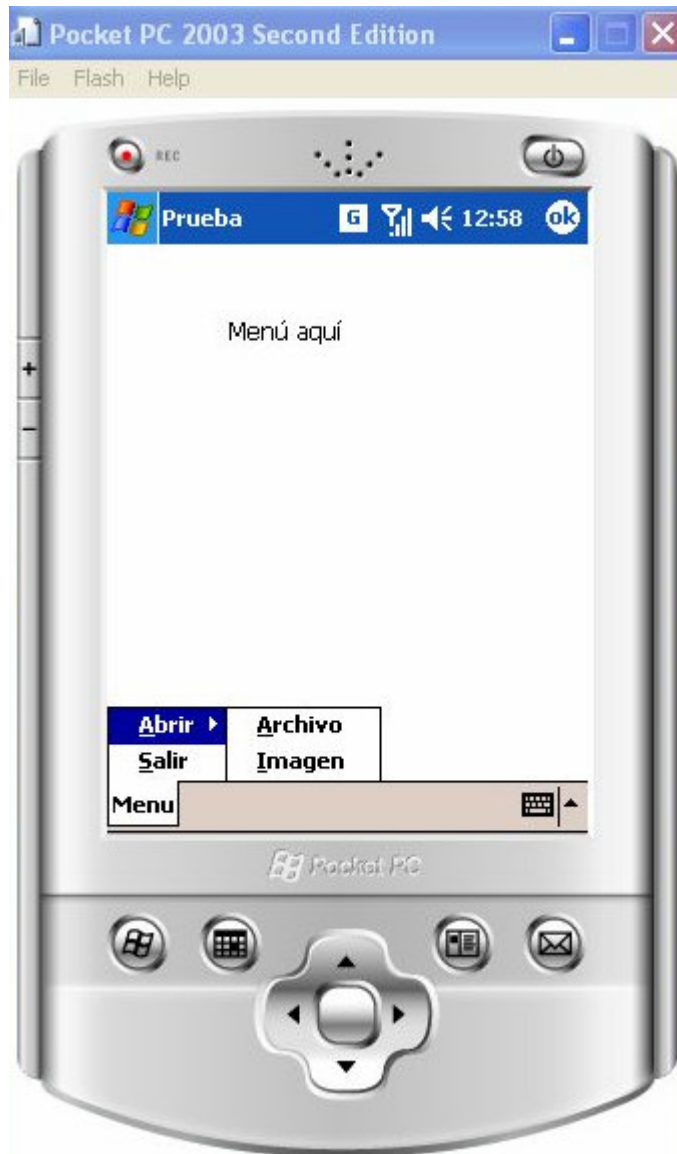 Pocket PC 2003 Second Edition
File Flash Help
REC
Prueba G 12:58 ok
Menú aquí
Abrir Archivo
Salir Imagen
Menu
Pocket PC